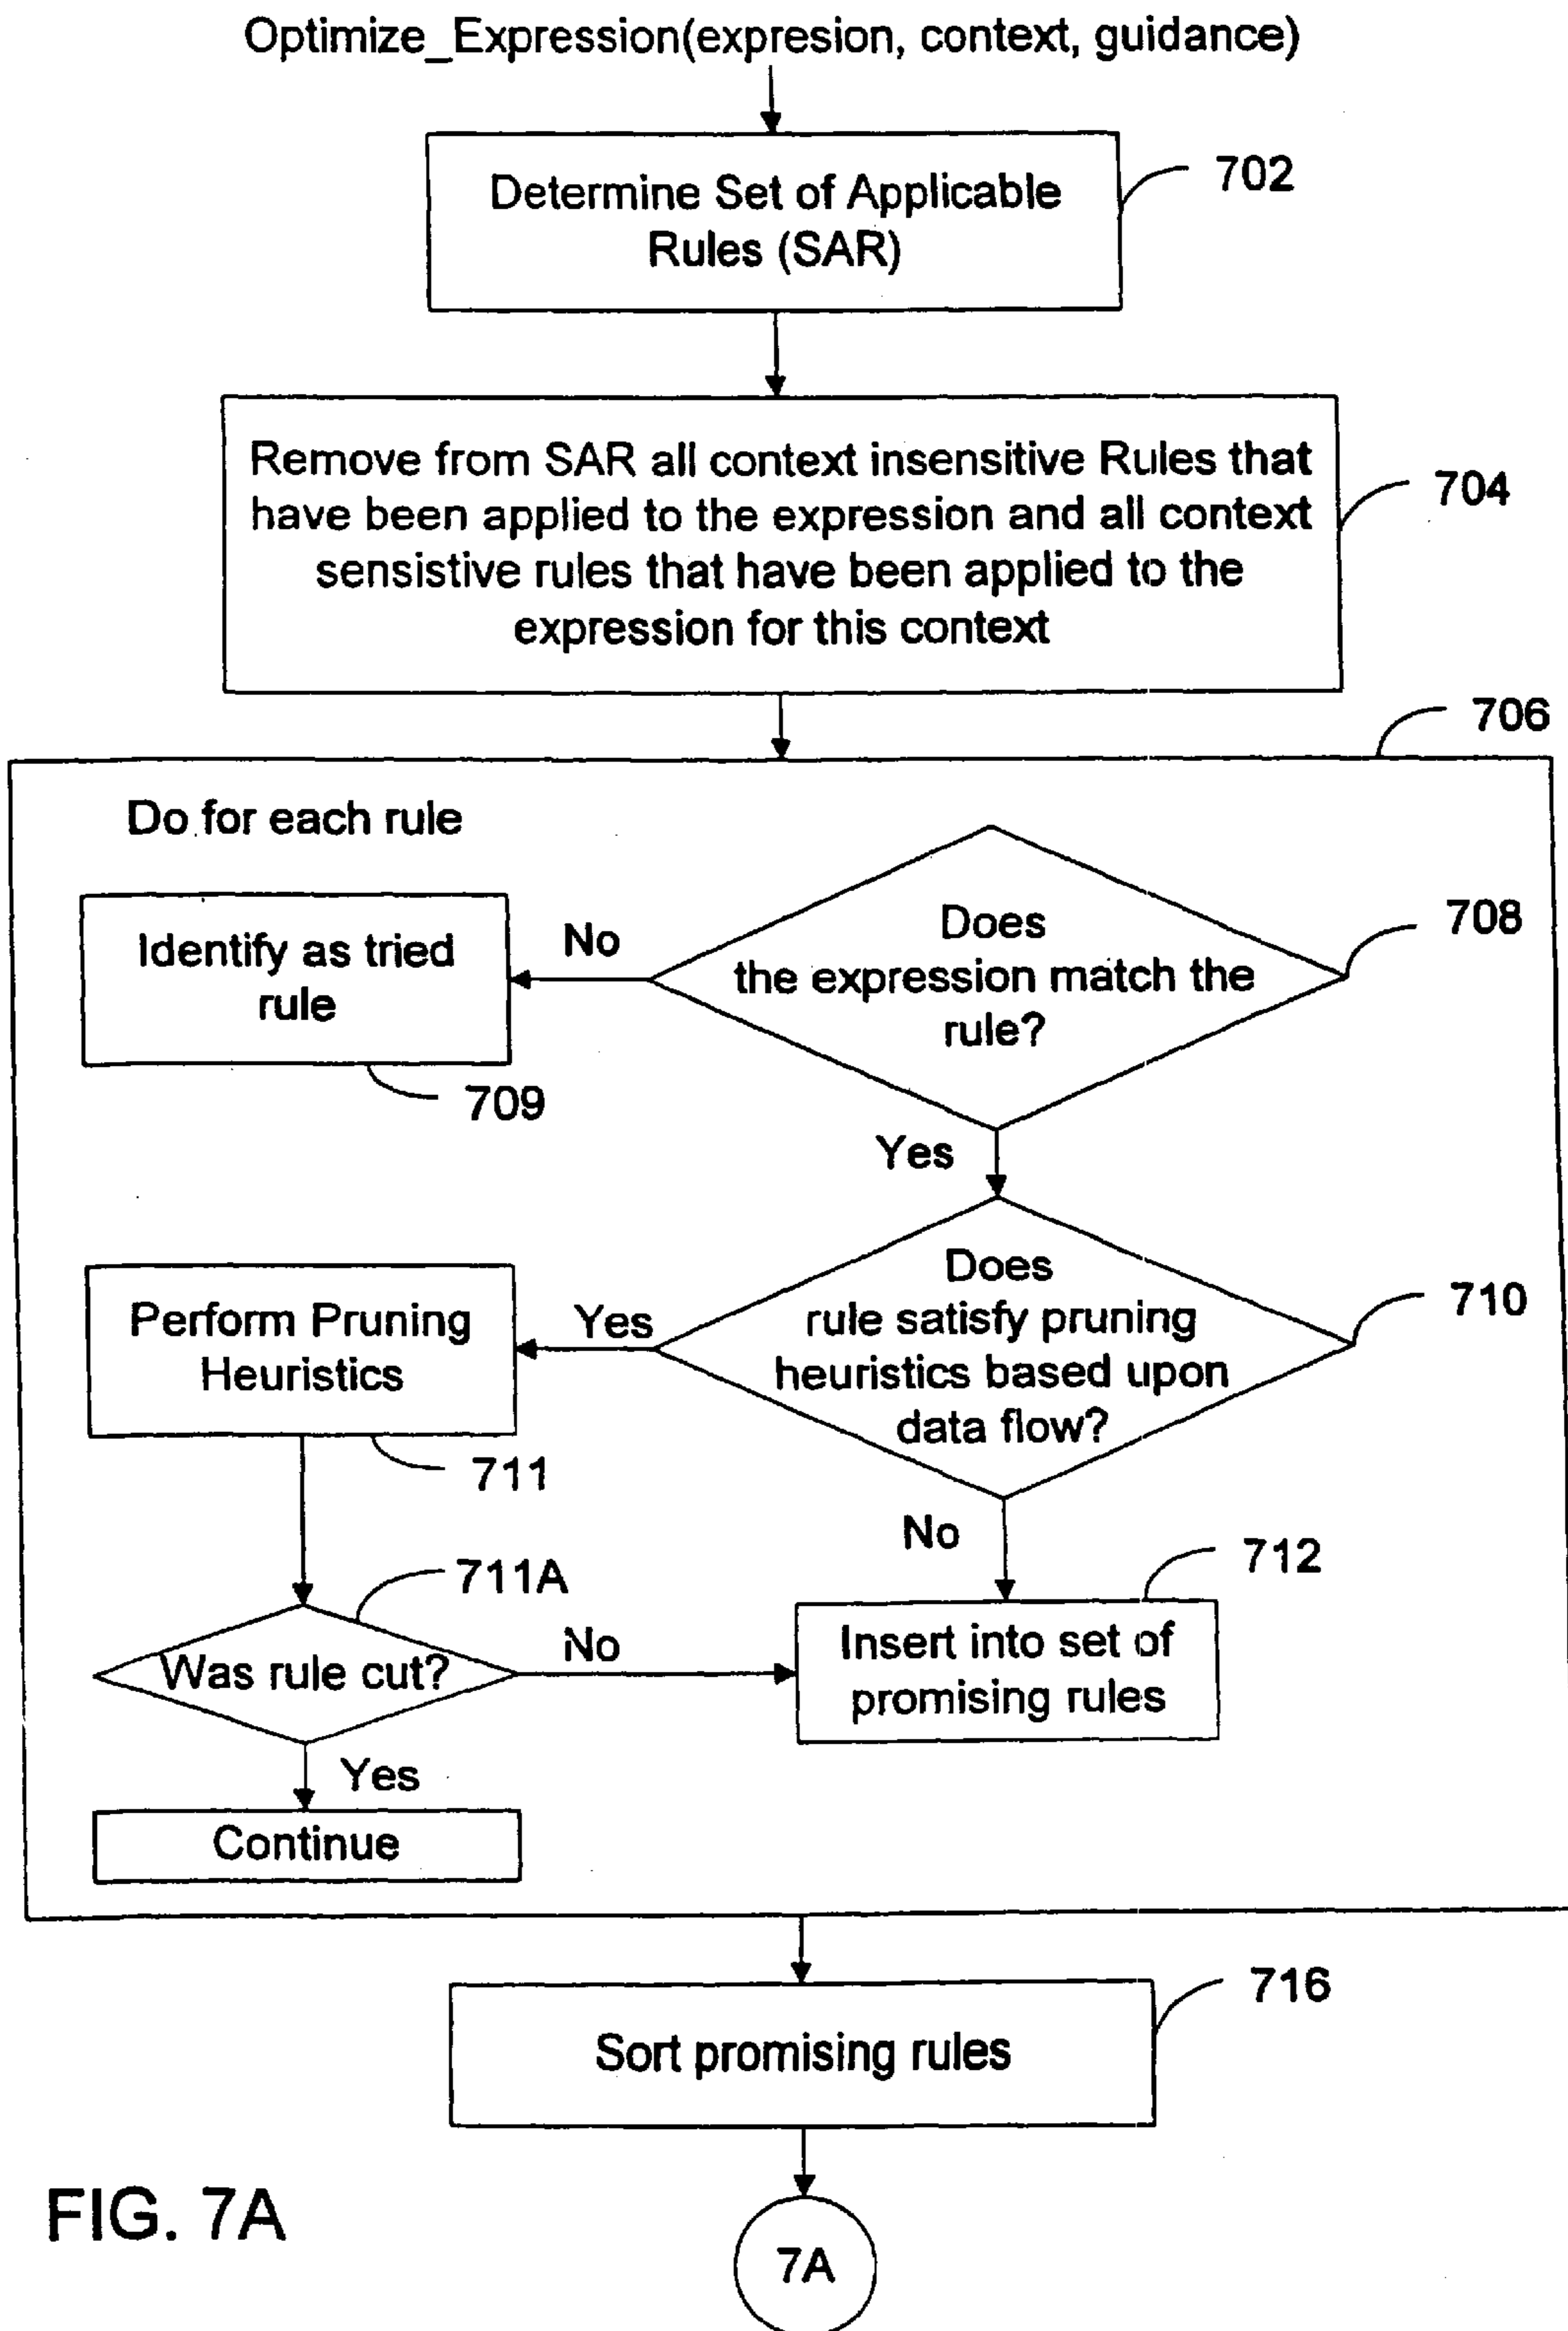 Optimize_Expression(expresion, context, guidance)
Determine Set of Applicable
Rules (SAR)
702
Remove from SAR all context insensitive Rules that
have been applied to the expression and all context
sensistive rules that have been applied to the
expression for this context
704
706
Do for each rule
Does
the expression match the
rule?
708
No
Identify as tried
rule
709
Yes
Does
rule satisfy pruning
heuristics based upon
data flow?
710
Yes
Perform Pruning
Heuristics
711
No
712
711A
Was rule cut?
No
Insert into set of
promising rules
Yes
Continue
716
Sort promising rules
FIG. 7A
7A